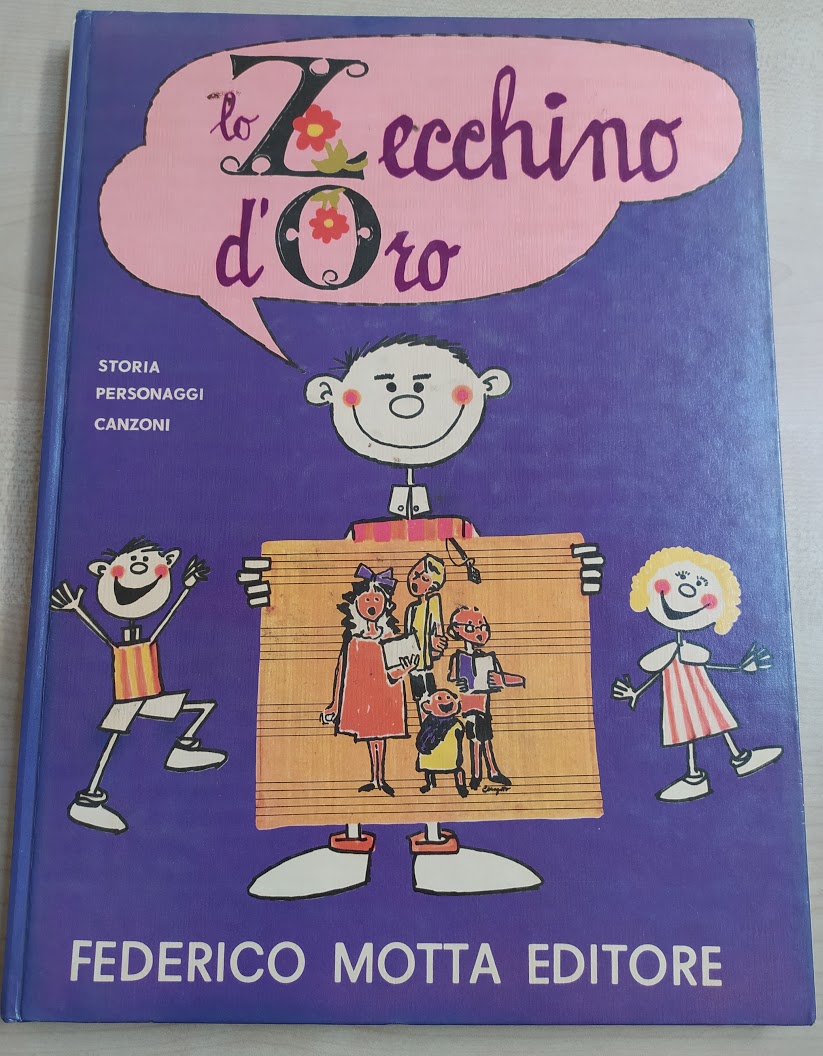 lo Zecchino
d'Oro
STORIA
PERSONAGGI
CANZONI
FEDERICO MOTTA EDITORE